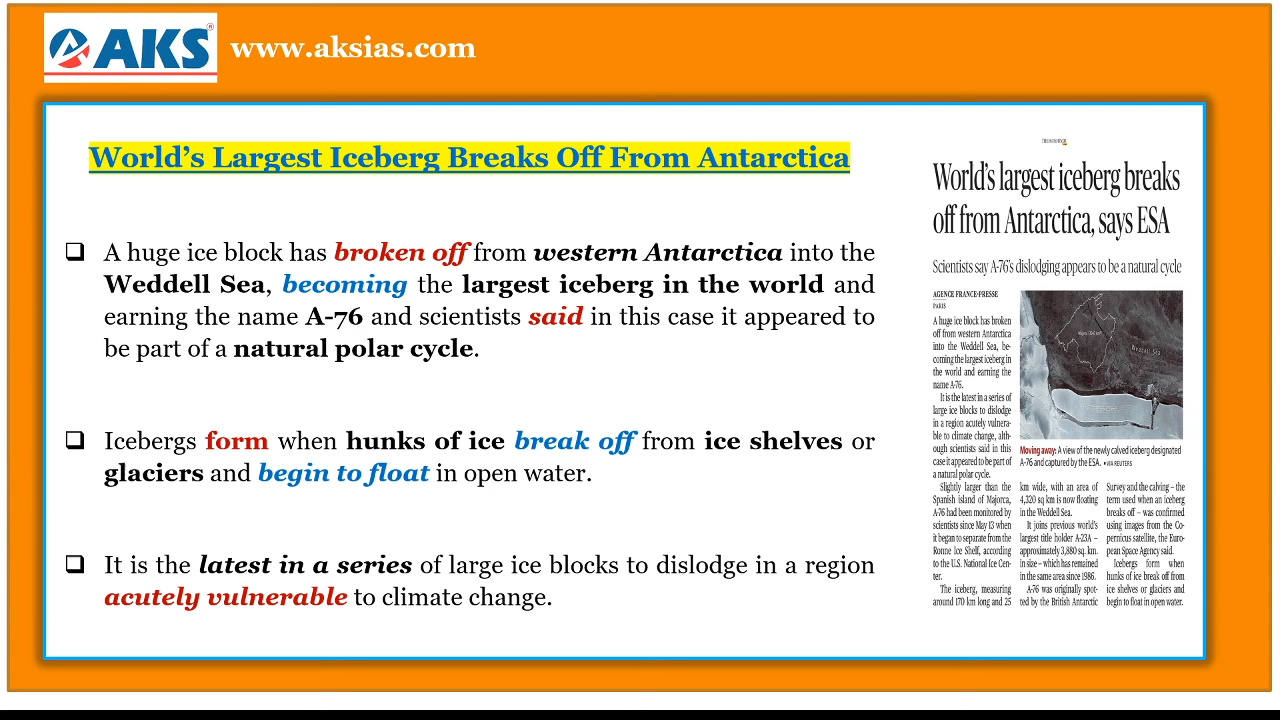 AKS
www.aksias.com
World's Largest Iceberg Breaks Off From Antarctica
A huge ice block has broken off from western Antarctica into the
Weddell Sea, becoming the largest iceberg in the world and
earning the name A-76 and scientists said in this case it appeared to
be part of a natural polar cycle.
Icebergs form when hunks of ice break off from ice shelves or
glaciers and begin to float in open water.
It is the latest in a series of large ice blocks to dislodge in a region
acutely vulnerable to climate change.
World's largest iceberg breaks
off from Antarctica, says ESA
Scientists say A-76's dislodging appears to be a natural cycle
AGENCE FRANCE-PRESSE
PARIS
A huge ice block has broken
off from western Antarctica
into the Weddell Sea, be-
coming the largest iceberg in
the world and earning the
name A-76.
It is the latest in a series of
large ice blocks to dislodge
in a region acutely vulnera-
ble to climate change, alth-
ough scientists said in this
case it appeared to be part of
a natural polar cycle.
Slightly larger than the
Spanish island of Majorca,
A-76 had been monitored by
scientists since May 13 when
it began to separate from the
Ronne Ice Shelf, according
to the U.S. National Ice Cen-
ter.
The iceberg, measuring
around 170 km long and 25
Weddell Sea
Moving away: A view of the newly calved iceberg designated
A-76 and captured by the ESA. • VIA REUTERS
km wide, with an area of
4,320 sq km is now floating
in the Weddell Sea.
It joins previous world's
largest title holder A-23A –
approximately 3,880 sq. km.
in size – which has remained
in the same area since 1986.
A-76 was originally spot-
ted by the British Antarctic
Survey and the calving – the
term used when an iceberg
breaks off – was confirmed
using images from the Co-
pernicus satellite, the Euro-
pean Space Agency said.
Icebergs form when
hunks of ice break off from
ice shelves or glaciers and
begin to float in open water.